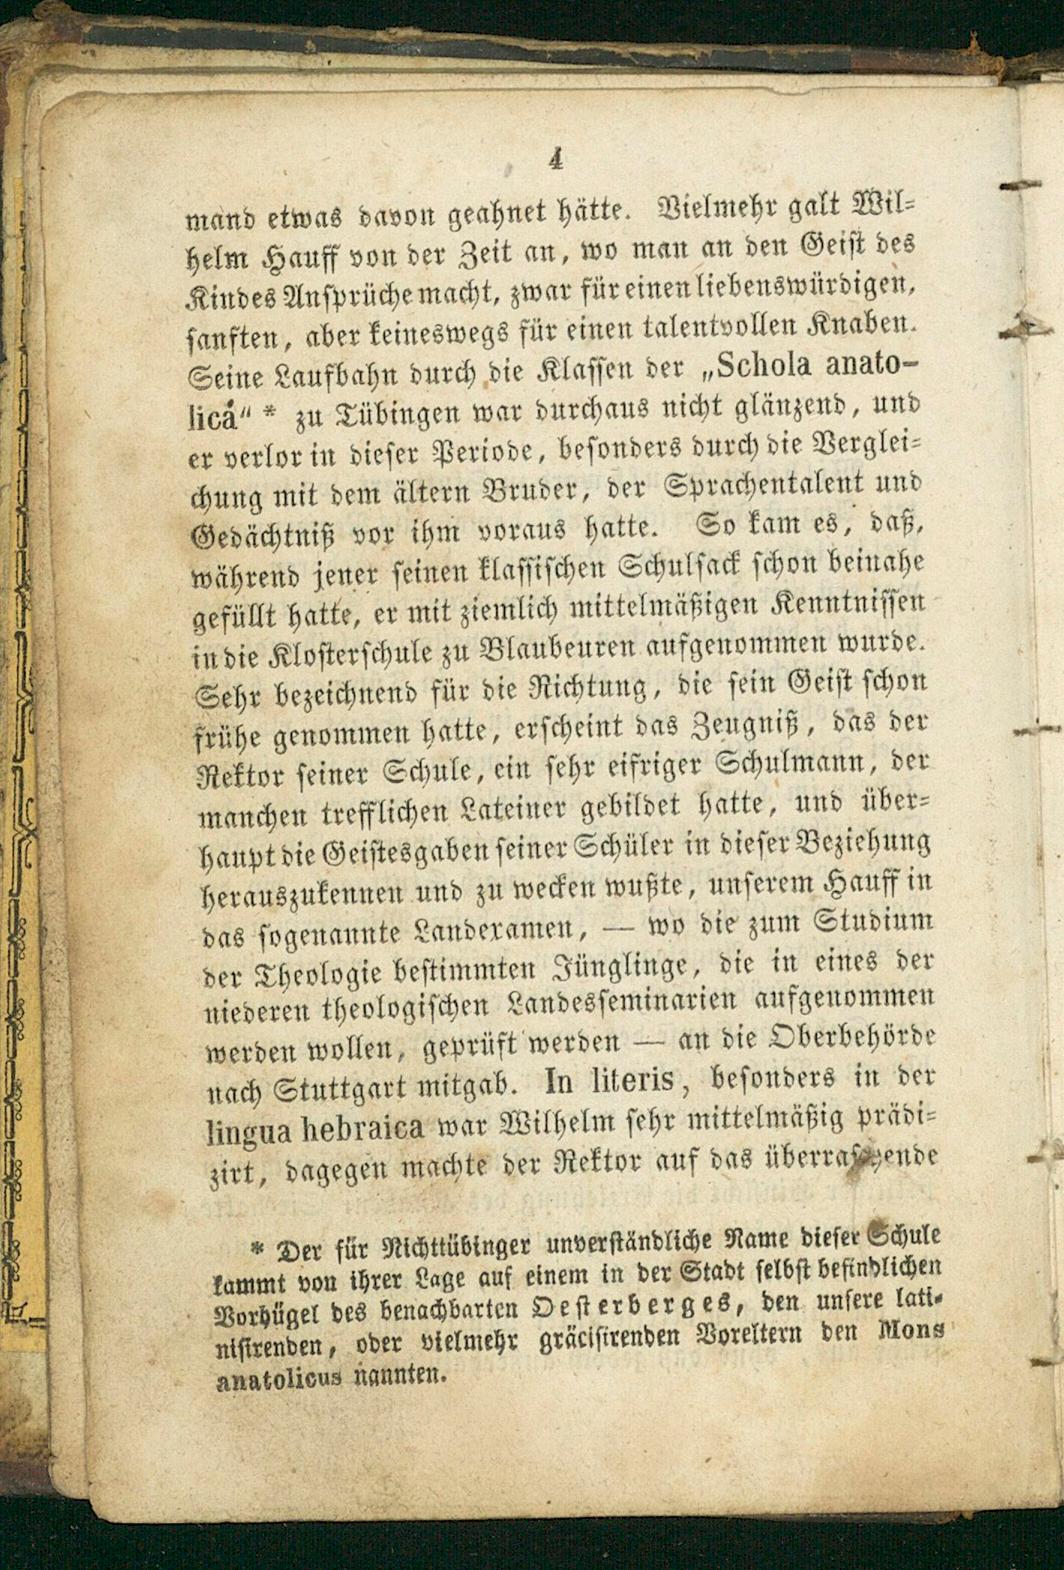 4
mand etwas davon geahnet hätte. Vielmehr galt Wil-
helm Hauff von der Zeit an, wo man an den Geist des
Kindes Ansprüche macht, zwar für einen liebenswürdigen,
sanften, aber keineswegs für einen talentvollen Knaben.
Seine Laufbahn durch die Klassen der „Schola anato-
lica“ * zu Tübingen war durchaus nicht glänzend, und
er verlor in dieser Periode, besonders durch die Verglei-
chung mit dem ältern Bruder, der Sprachentalent und
Gedächtniß vor ihm voraus hatte. So kam es, daß,
während jener seinen klassischen Schulsack schon beinahe
gefüllt hatte, er mit ziemlich mittelmäßigen Kenntnissen
in die Klosterschule zu Blaubeuren aufgenommen wurde.
Sehr bezeichnend für die Richtung, die sein Geist schon
frühe genommen hatte, erscheint das Zeugniß, das der
Rektor seiner Schule, ein sehr eifriger Schulmann, der
manchen trefflichen Lateiner gebildet hatte, und über-
haupt die Geistesgaben seiner Schüler in dieser Beziehung
herauszukennen und zu wecken wußte, unserem Hauff in
das sogenannte Landexamen, — wo die zum Studium
der Theologie bestimmten Jünglinge, die in eines der
niederen theologischen Landesseminarien aufgenommen
werden wollen, geprüft werden — an die Oberbehörde
nach Stuttgart mitgab. In literis, besonders in der
lingua hebraica war Wilhelm sehr mittelmäßig prädi-
zirt, dagegen machte der Rektor auf das überraschende
* Der für Nichttübinger unverständliche Name dieser Schule
kammt von ihrer Lage auf einem in der Stadt selbst befindlichen
Vorhügel des benachbarten Oesterberges, den unsere lati-
nisirenden, oder vielmehr gräcisirenden Voreltern den Mons
anatolicus nannten.